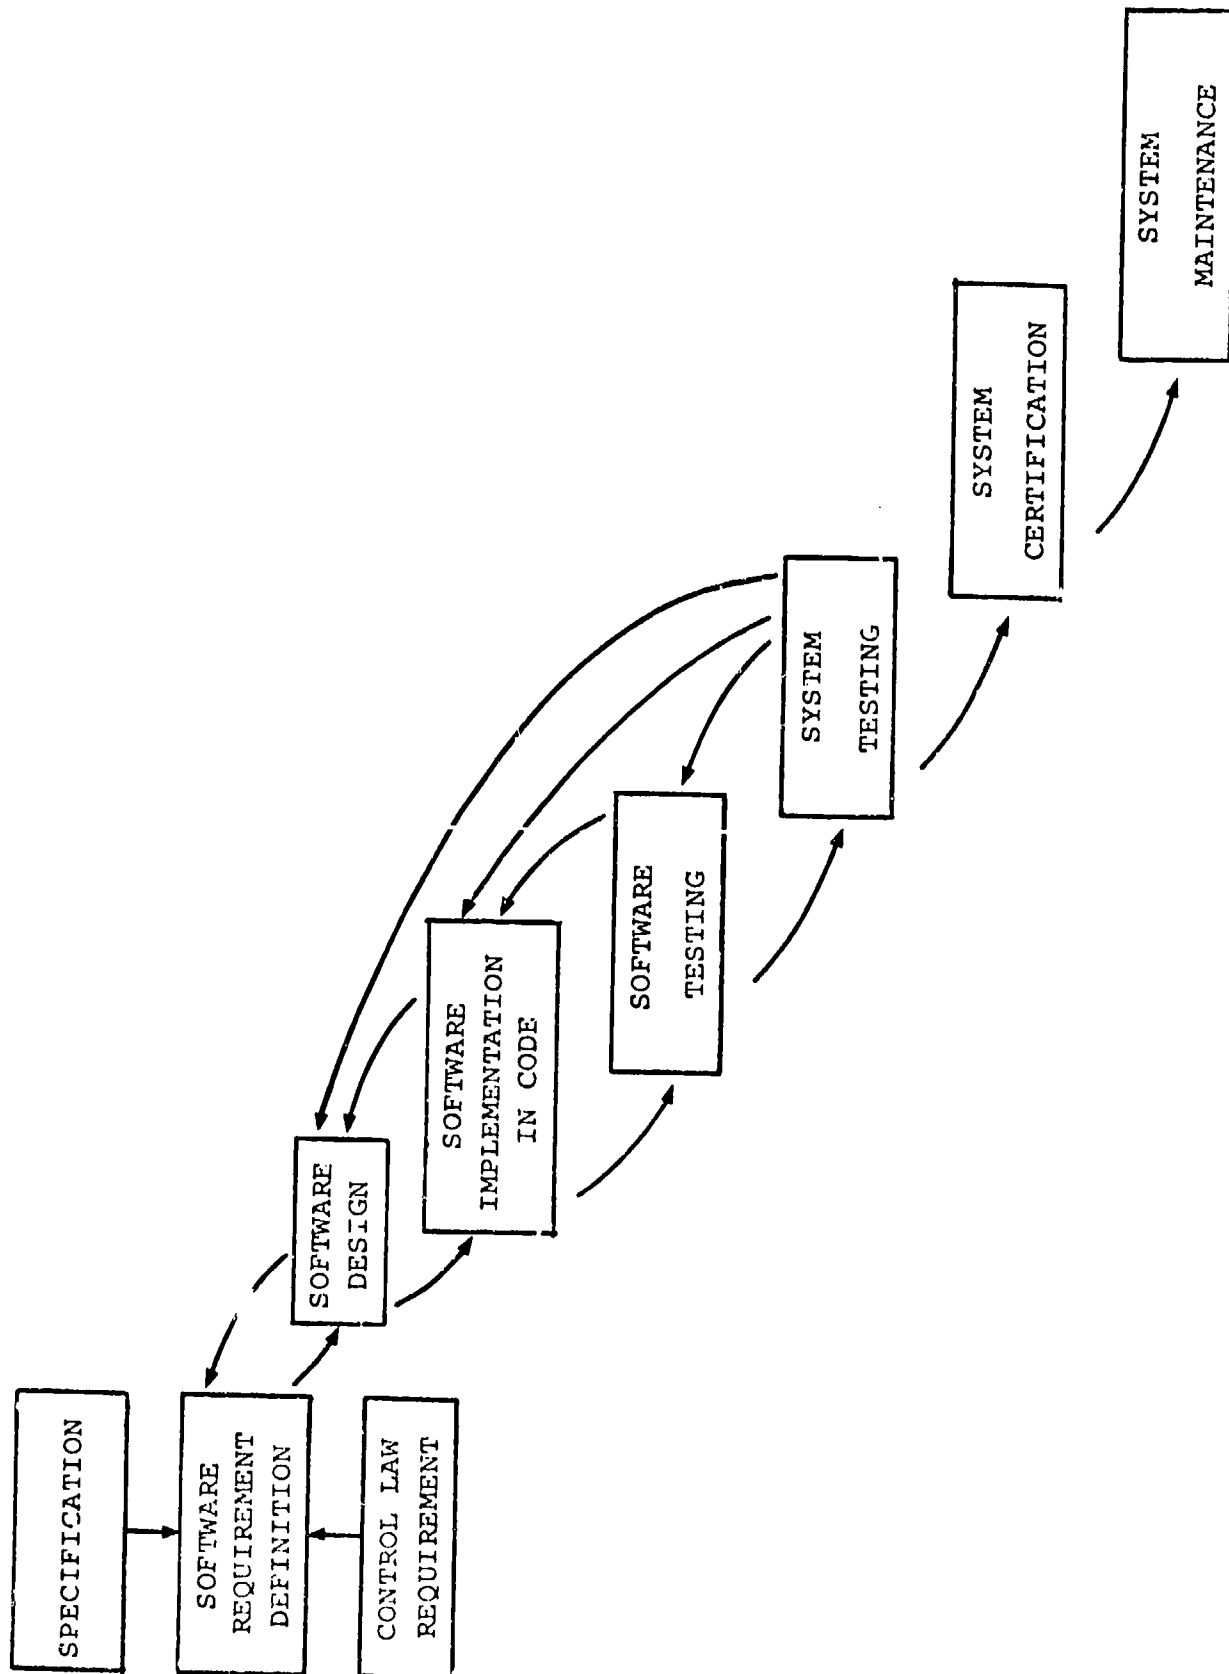 SPECIFICATION
SOFTWARE
REQUIREMENT
DEFINITION
CONTROL LAW
REQUIREMENT
SOFTWARE
DESIGN
SOFTWARE
IMPLEMENTATION
IN CODE
SOFTWARE
TESTING
SYSTEM
TESTING
SYSTEM
CERTIFICATION
SYSTEM
MAINTENANCE